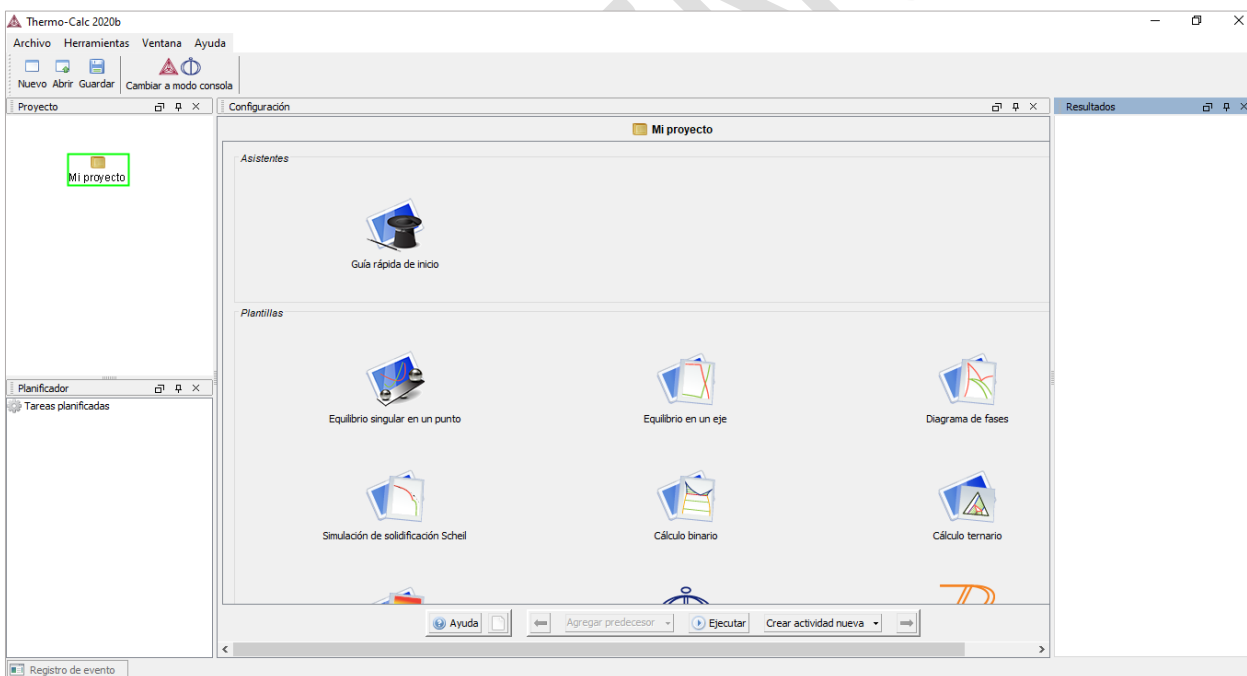 Thermo-Calc 2020b
Archivo Herramientas Ventana Ayuda
Nuevo Abrir Guardar Cambiar a modo consola
Proyecto
Mi proyecto
Planificador
Tareas planificadas
Configuración
Mi proyecto
Asistentes
Guía rápida de inicio
Plantillas
Equilibrio singular en un punto Equilibrio en un eje Diagrama de fases
Simulación de solidificación Scheil Cálculo binario Cálculo ternario
Ayuda Agregar predecesor Ejecutar Crear actividad nueva
Resultados
Registro de evento